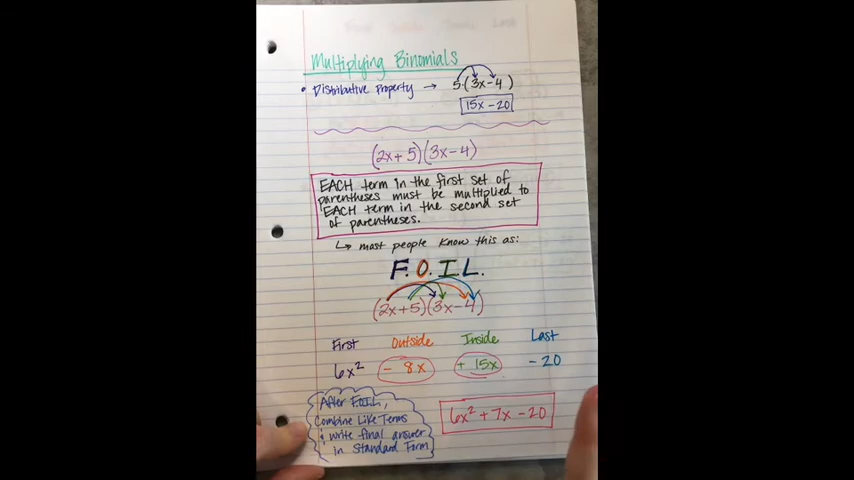 Multiplying Binomials
• Distributive Property → 5·(3x-4)
15x-20
(2x+5)(3x-4)
EACH term in the first set of
parentheses must be multiplied to
EACH term in the second set
of parentheses.
↳ most people know this as:
F.O.I.L.
(2x+5)(3x-4)
First Outside Inside Last
6x² - 8x + 15x - 20
After F.O.I.L,
Combine Like Terms
& write final answer
in Standard Form
6x² + 7x - 20